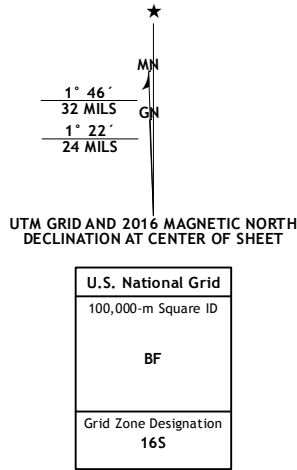 MN
1° 46´
32 MILS
GN
1° 22´
24 MILS
UTM GRID AND 2016 MAGNETIC NORTH
DECLINATION AT CENTER OF SHEET
U.S. National Grid
100,000-m Square ID
BF
Grid Zone Designation
16S